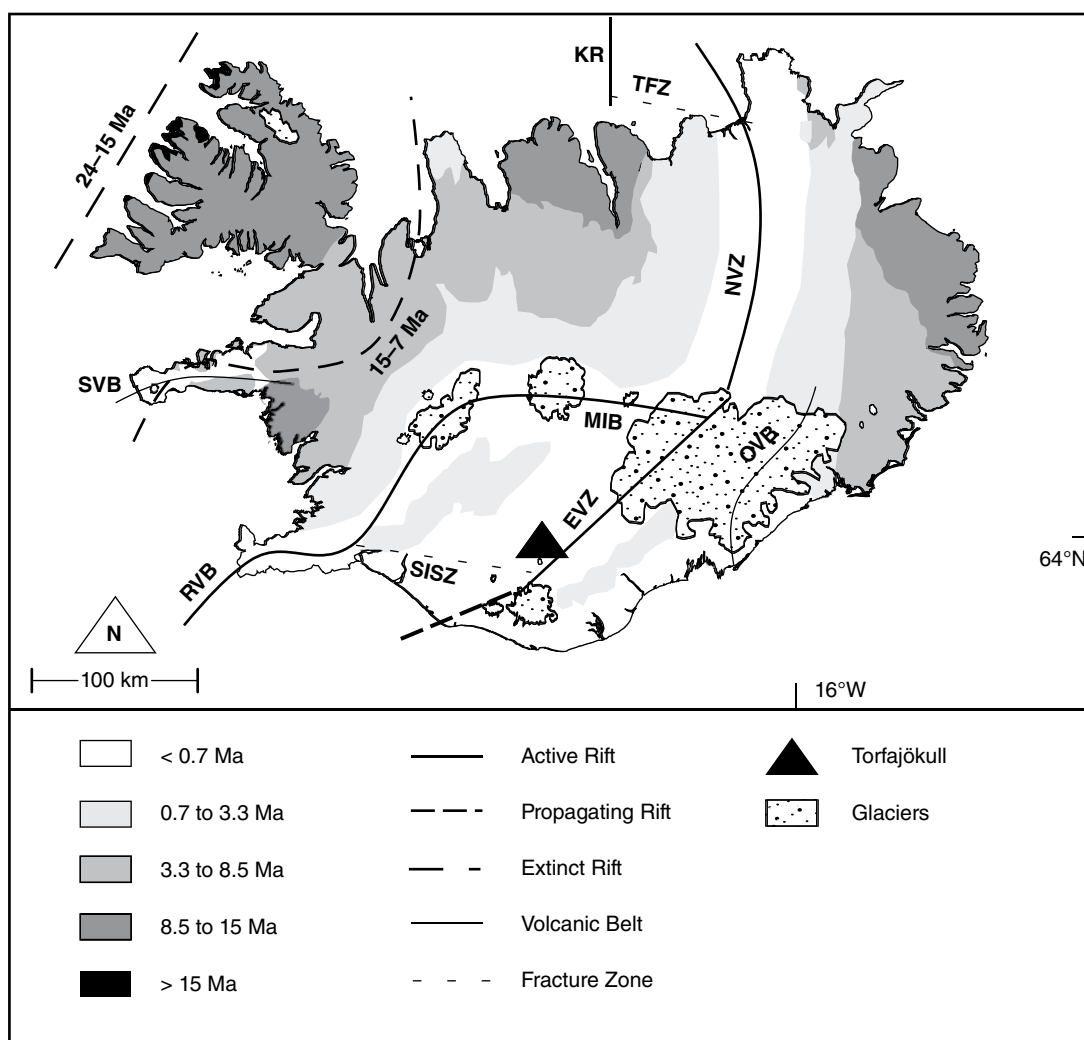 KR
TFZ
24–15 Ma
NVZ
15–7 Ma
SVB
MIB
OVB
EVZ
64°N
SISZ
RVB
N
100 km
16°W
< 0.7 Ma
Active Rift
Torfajökull
0.7 to 3.3 Ma
Propagating Rift
Glaciers
3.3 to 8.5 Ma
Extinct Rift
8.5 to 15 Ma
Volcanic Belt
> 15 Ma
Fracture Zone